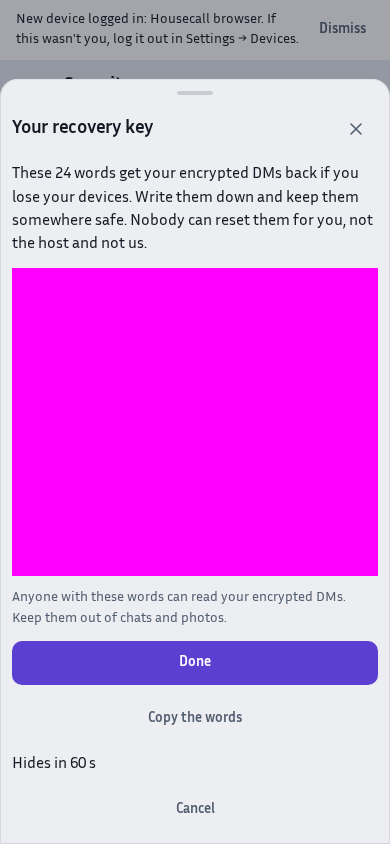 New device logged in: Housecall browser. If
this wasn't you, log it out in Settings → Devices.
Dismiss
Your recovery key
These 24 words get your encrypted DMs back if you
lose your devices. Write them down and keep them
somewhere safe. Nobody can reset them for you, not
the host and not us.
Anyone with these words can read your encrypted DMs.
Keep them out of chats and photos.
Done
Copy the words
Hides in 60 s
Cancel